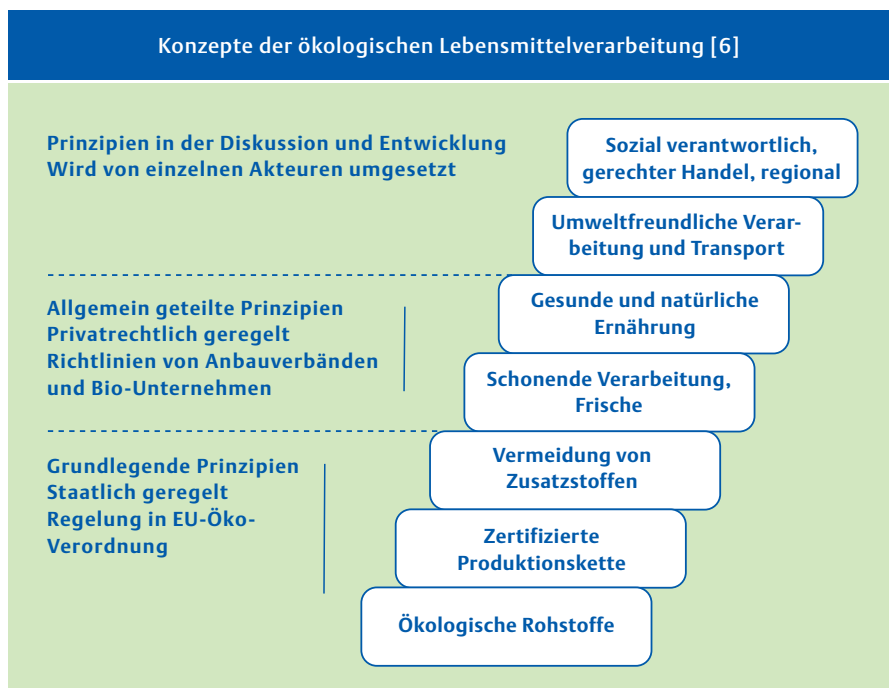 Konzepte der ökologischen Lebensmittelverarbeitung [6]
Prinzipien in der Diskussion und Entwicklung
Wird von einzelnen Akteuren umgesetzt
Sozial verantwortlich,
gerechter Handel, regional
Umweltfreundliche Verar-
beitung und Transport
Allgemein geteilte Prinzipien
Privatrechtlich geregelt
Richtlinien von Anbauverbänden
und Bio-Unternehmen
Gesunde und natürliche
Ernährung
Schonende Verarbeitung,
Frische
Grundlegende Prinzipien
Staatlich geregelt
Regelung in EU-Öko-
Verordnung
Vermeidung von
Zusatzstoffen
Zertifizierte
Produktionskette
Ökologische Rohstoffe